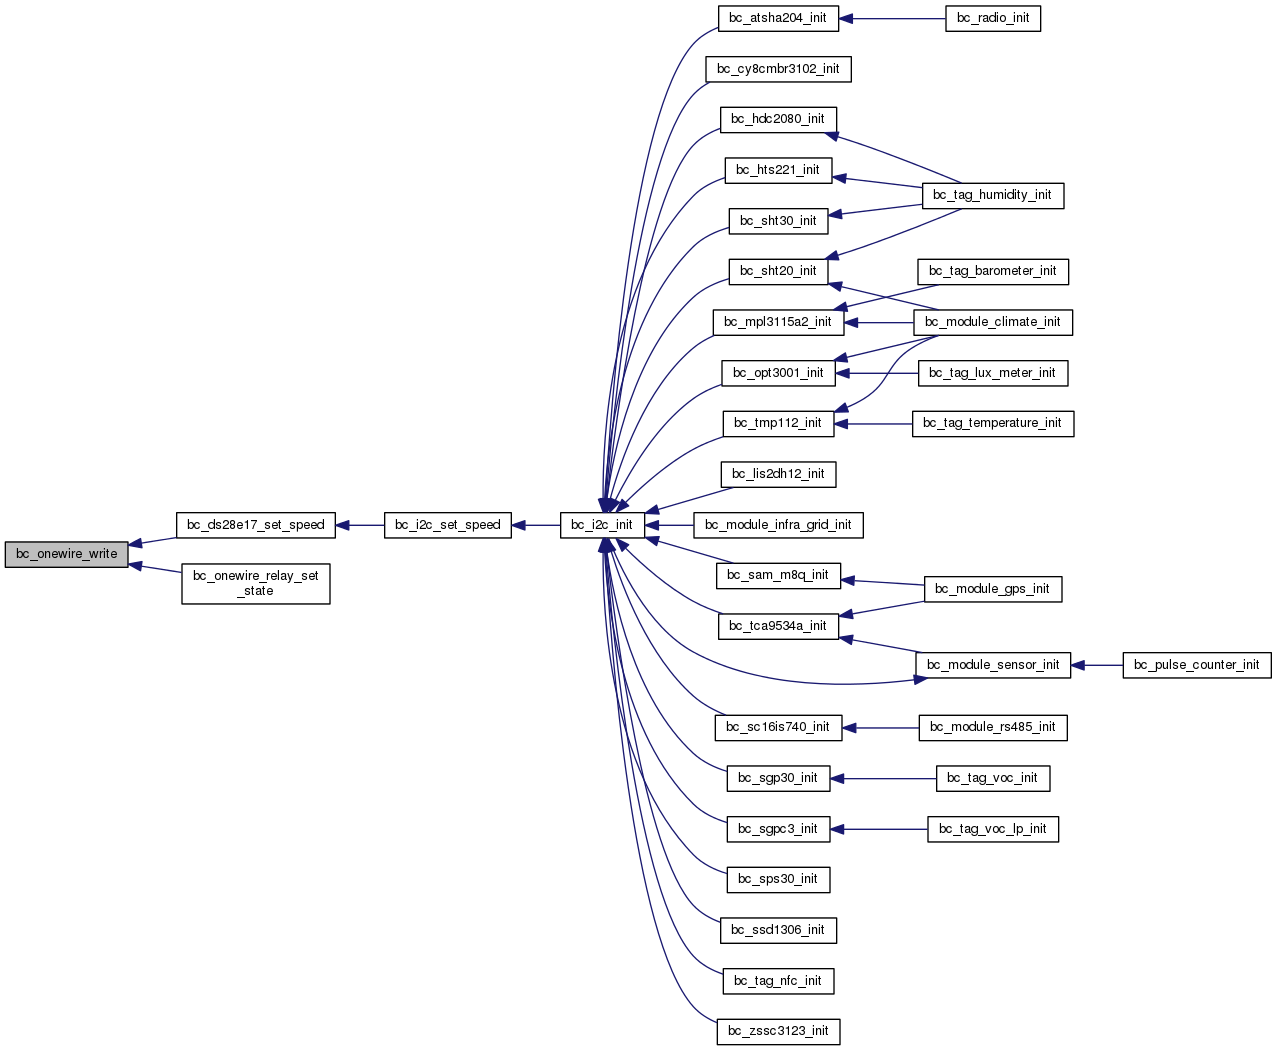 bc_onewire_write
bc_ds28e17_set_speed
bc_onewire_relay_set
_state
bc_i2c_set_speed
bc_i2c_init
bc_atsha204_init
bc_cy8cmbr3102_init
bc_hdc2080_init
bc_hts221_init
bc_sht30_init
bc_sht20_init
bc_mpl3115a2_init
bc_opt3001_init
bc_tmp112_init
bc_lis2dh12_init
bc_module_infra_grid_init
bc_sam_m8q_init
bc_tca9534a_init
bc_sc16is740_init
bc_sgp30_init
bc_sgpc3_init
bc_sps30_init
bc_ssd1306_init
bc_tag_nfc_init
bc_zssc3123_init
bc_radio_init
bc_tag_humidity_init
bc_tag_barometer_init
bc_module_climate_init
bc_tag_lux_meter_init
bc_tag_temperature_init
bc_module_gps_init
bc_module_sensor_init
bc_module_rs485_init
bc_tag_voc_init
bc_tag_voc_lp_init
bc_pulse_counter_init